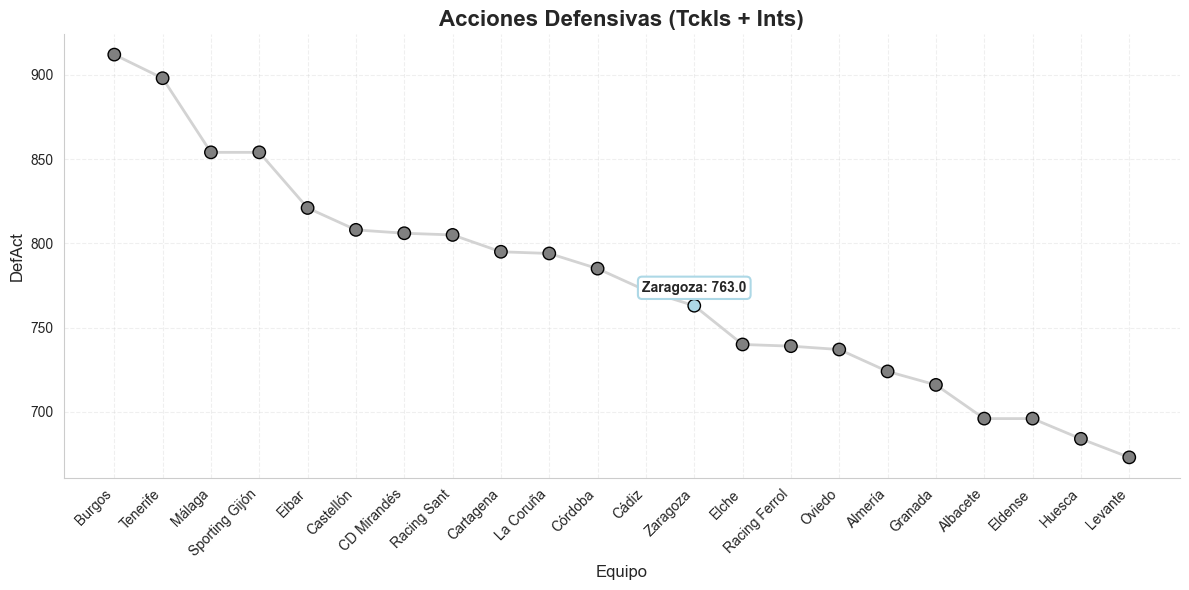 Acciones Defensivas (Tckls + Ints)
900
850
800
750
700
DefAct
Zaragoza: 763.0
Burgos
Tenerife
Málaga
Sporting Gijón
Eibar
Castellón
CD Mirandés
Racing Sant
Cartagena
La Coruña
Córdoba
Cádiz
Zaragoza
Elche
Racing Ferrol
Oviedo
Almería
Granada
Albacete
Eldense
Huesca
Levante
Equipo